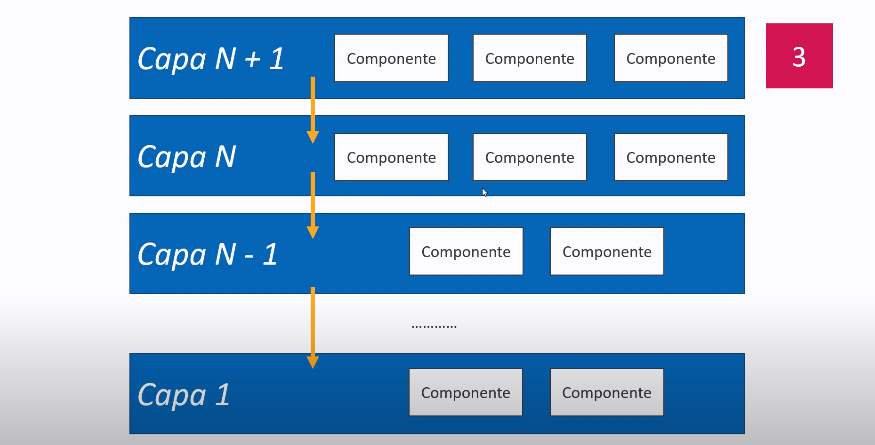 Capa N + 1
Componente
Componente
Componente
3
Capa N
Componente
Componente
Componente
Capa N - 1
Componente
Componente
............
Capa 1
Componente
Componente